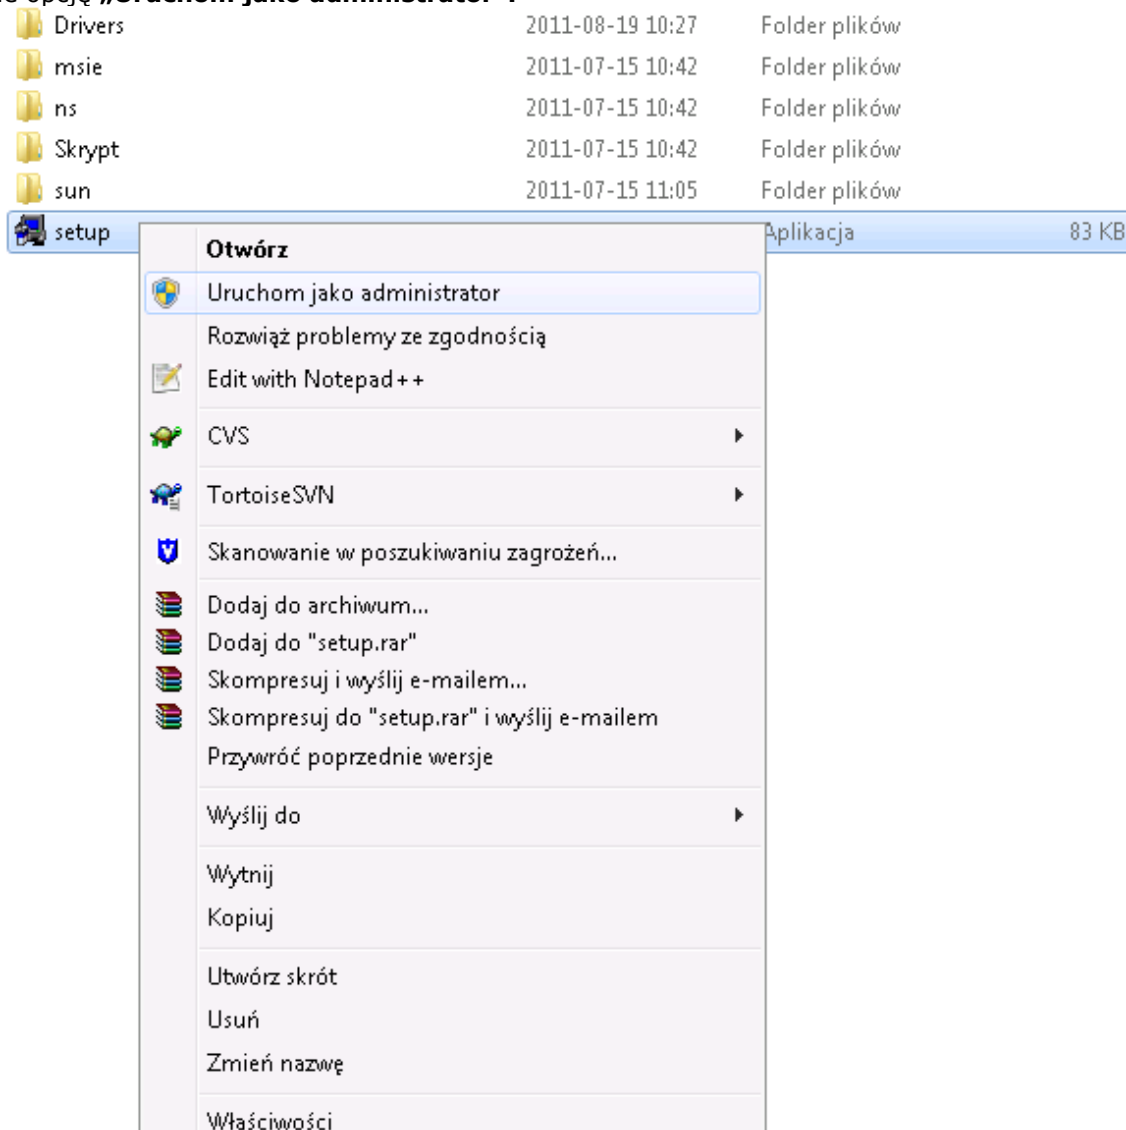 opcję „Uruchom jako administrator”.
Drivers 2011-08-19 10:27 Folder plików
msie 2011-07-15 10:42 Folder plików
ns 2011-07-15 10:42 Folder plików
Skrypt 2011-07-15 10:42 Folder plików
sun 2011-07-15 11:05 Folder plików
setup Aplikacja 83 KB
Otwórz
Uruchom jako administrator
Rozwiąż problemy ze zgodnością
Edit with Notepad++
CVS
TortoiseSVN
Skanowanie w poszukiwaniu zagrożeń...
Dodaj do archiwum...
Dodaj do "setup.rar"
Skompresuj i wyślij e-mailem...
Skompresuj do "setup.rar" i wyślij e-mailem
Przywróć poprzednie wersje
Wyślij do
Wytnij
Kopiuj
Utwórz skrót
Usuń
Zmień nazwę
Właściwości